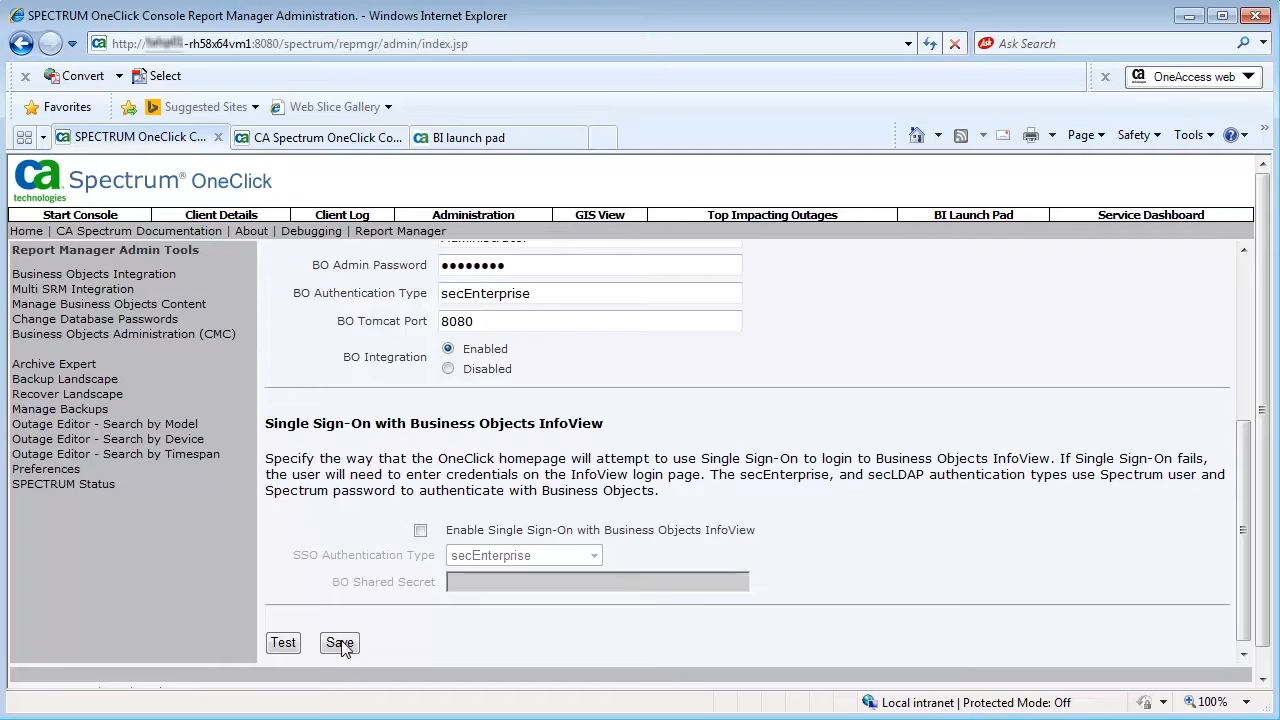 SPECTRUM OneClick Console Report Manager Administration. - Windows Internet Explorer
http://
-rh58x64vm1:8080/spectrum/repmgr/admin/index.jsp
Ask Search
Convert
Select
OneAccess web
Favorites
Suggested Sites
Web Slice Gallery
SPECTRUM OneClick C...
CA Spectrum OneClick Co...
BI launch pad
Page
Safety
Tools
ca technologies
Spectrum® OneClick
Start Console
Client Details
Client Log
Administration
GIS View
Top Impacting Outages
BI Launch Pad
Service Dashboard
Home | CA Spectrum Documentation | About | Debugging | Report Manager
Report Manager Admin Tools
Business Objects Integration
Multi SRM Integration
Manage Business Objects Content
Change Database Passwords
Business Objects Administration (CMC)
Archive Expert
Backup Landscape
Recover Landscape
Manage Backups
Outage Editor - Search by Model
Outage Editor - Search by Device
Outage Editor - Search by Timespan
Preferences
SPECTRUM Status
BO Admin Password ●●●●●●●●
BO Authentication Type secEnterprise
BO Tomcat Port 8080
BO Integration
Enabled
Disabled
Single Sign-On with Business Objects InfoView
Specify the way that the OneClick homepage will attempt to use Single Sign-On to login to Business Objects InfoView. If Single Sign-On fails,
the user will need to enter credentials on the InfoView login page. The secEnterprise, and secLDAP authentication types use Spectrum user and
Spectrum password to authenticate with Business Objects.
Enable Single Sign-On with Business Objects InfoView
SSO Authentication Type secEnterprise
BO Shared Secret
Test
Save
Local intranet | Protected Mode: Off
100%